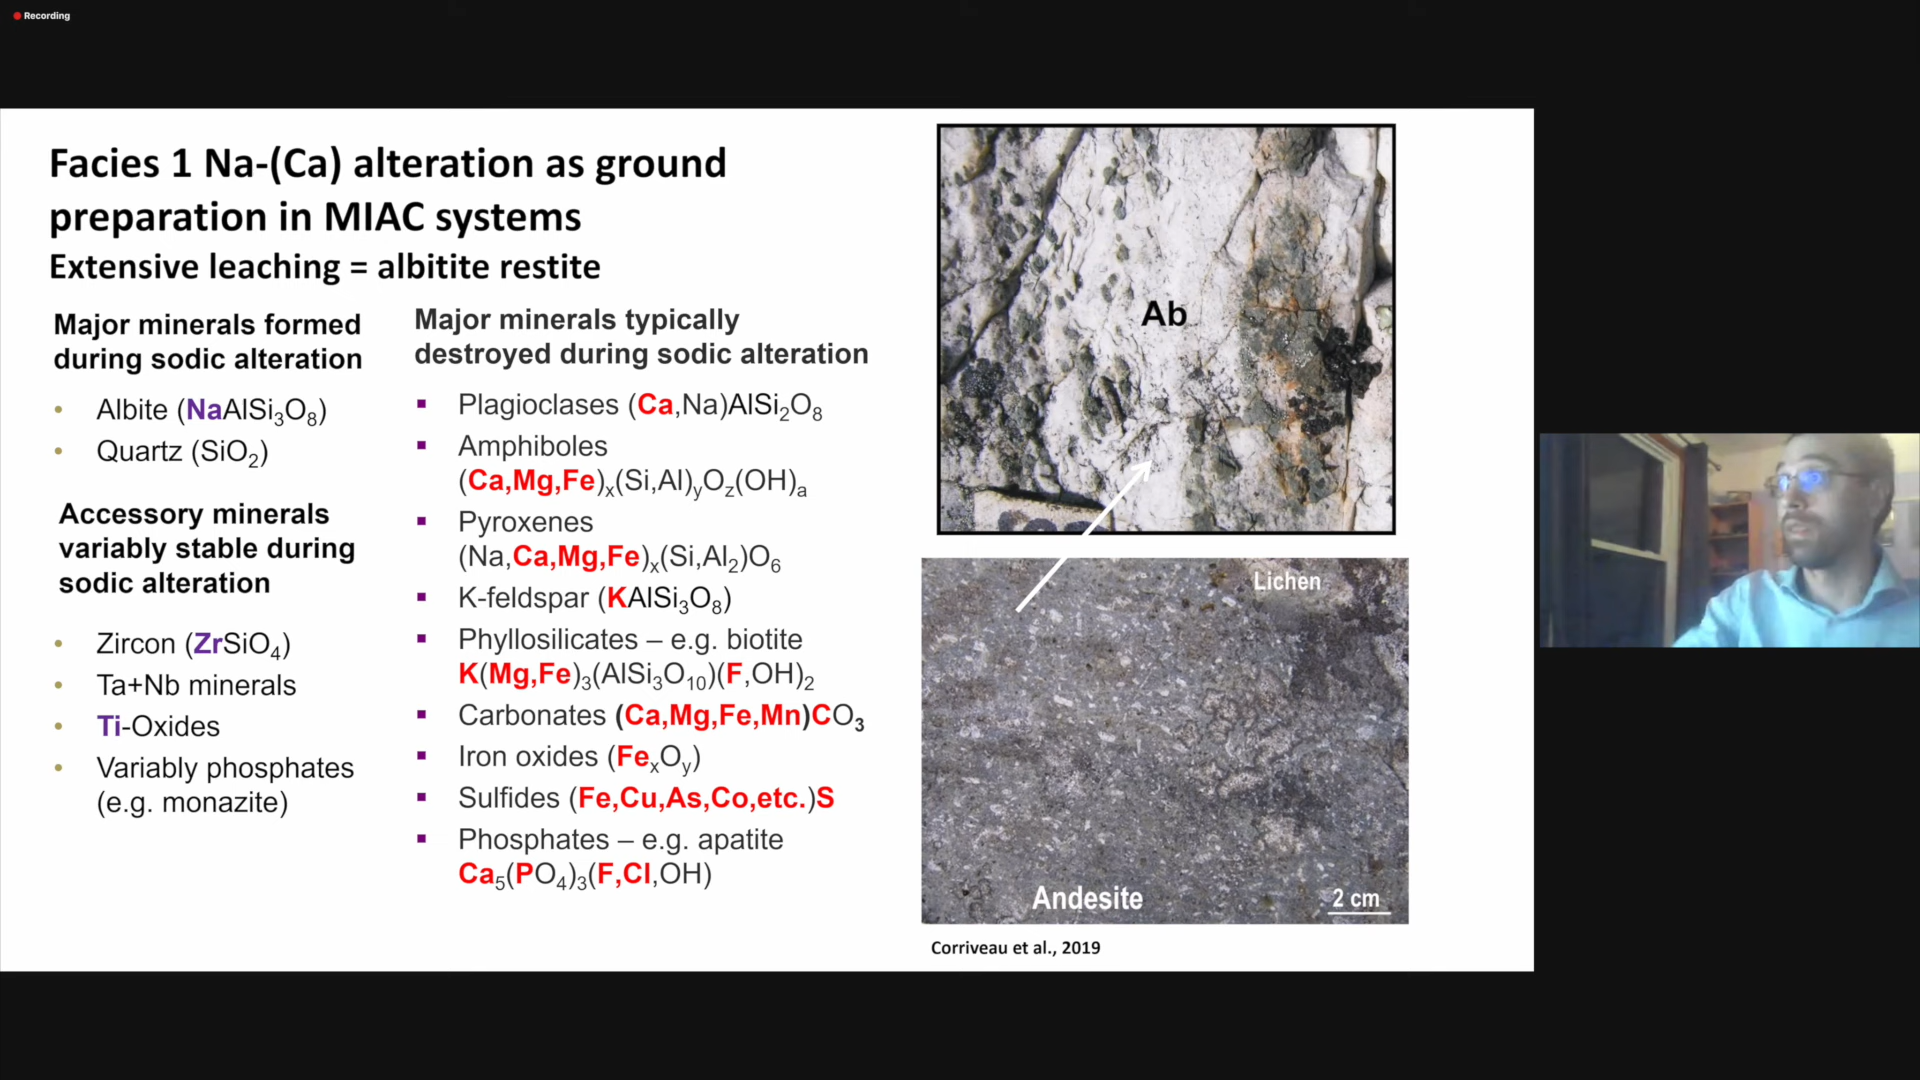 Recording
Facies 1 Na-(Ca) alteration as ground
preparation in MIAC systems
Extensive leaching = albitite restite
Major minerals formed
during sodic alteration
• Albite (NaAlSi₃O₈)
• Quartz (SiO₂)
Accessory minerals
variably stable during
sodic alteration
• Zircon (ZrSiO₄)
• Ta+Nb minerals
• Ti-Oxides
• Variably phosphates
(e.g. monazite)
Major minerals typically
destroyed during sodic alteration
▪ Plagioclases (Ca,Na)AlSi₂O₈
▪ Amphiboles
(Ca,Mg,Fe)ₓ(Si,Al)yOz(OH)ₐ
▪ Pyroxenes
(Na,Ca,Mg,Fe)ₓ(Si,Al₂)O₆
▪ K-feldspar (KAlSi₃O₈)
▪ Phyllosilicates – e.g. biotite
K(Mg,Fe)₃(AlSi₃O₁₀)(F,OH)₂
▪ Carbonates (Ca,Mg,Fe,Mn)CO₃
▪ Iron oxides (FeₓOy)
▪ Sulfides (Fe,Cu,As,Co,etc.)S
▪ Phosphates – e.g. apatite
Ca₅(PO₄)₃(F,Cl,OH)
Ab
Lichen
Andesite
2 cm
Corriveau et al., 2019